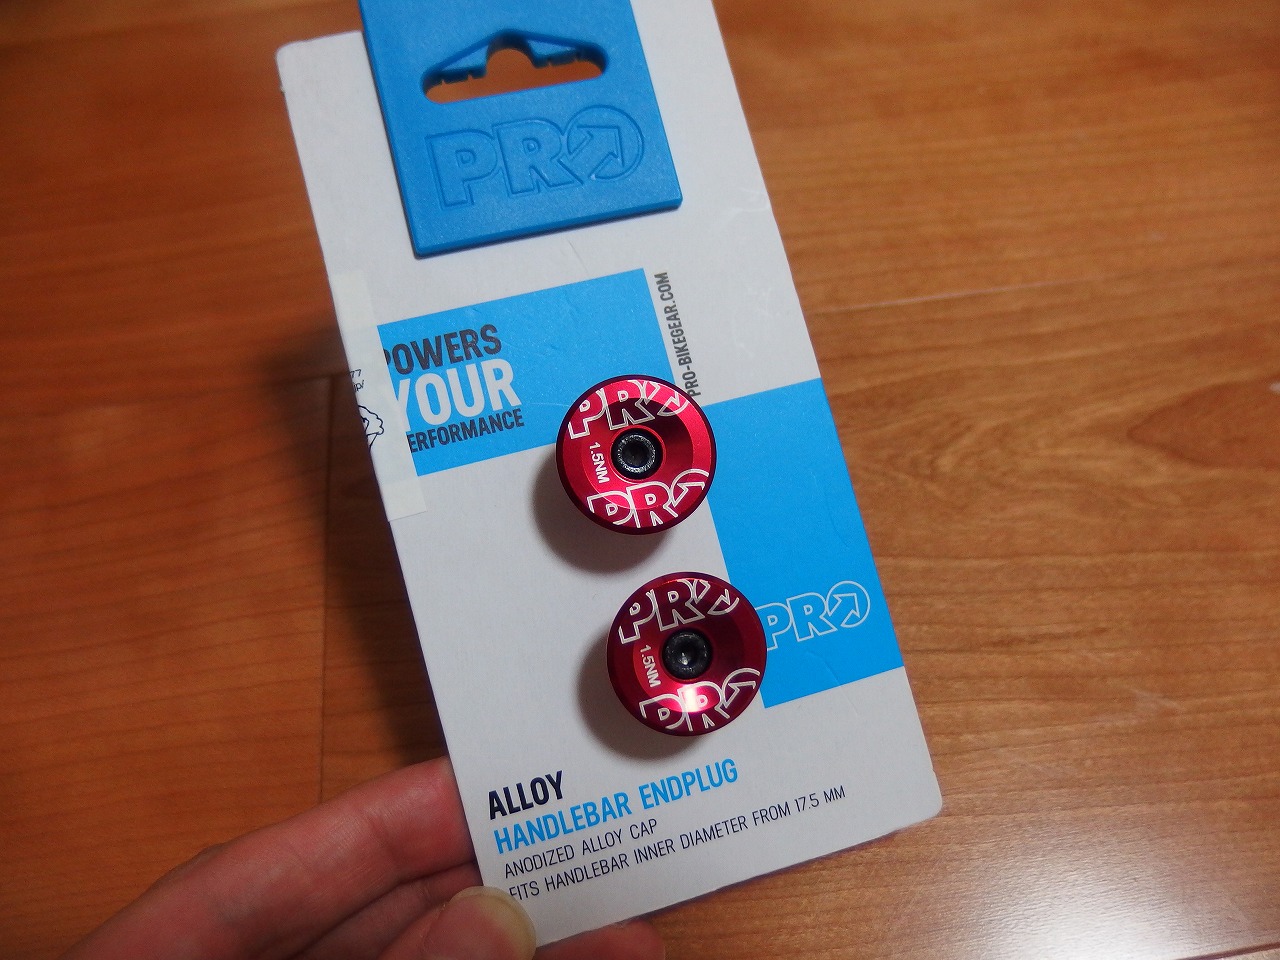 PRO
POWERS
YOUR
PERFORMANCE
PRO-BIKEGEAR.COM
PRO
1.5NM
PRO
PRO
1.5NM
PRO
PRO
ALLOY
HANDLEBAR ENDPLUG
ANODIZED ALLOY CAP
FITS HANDLEBAR INNER DIAMETER FROM 17.5 MM